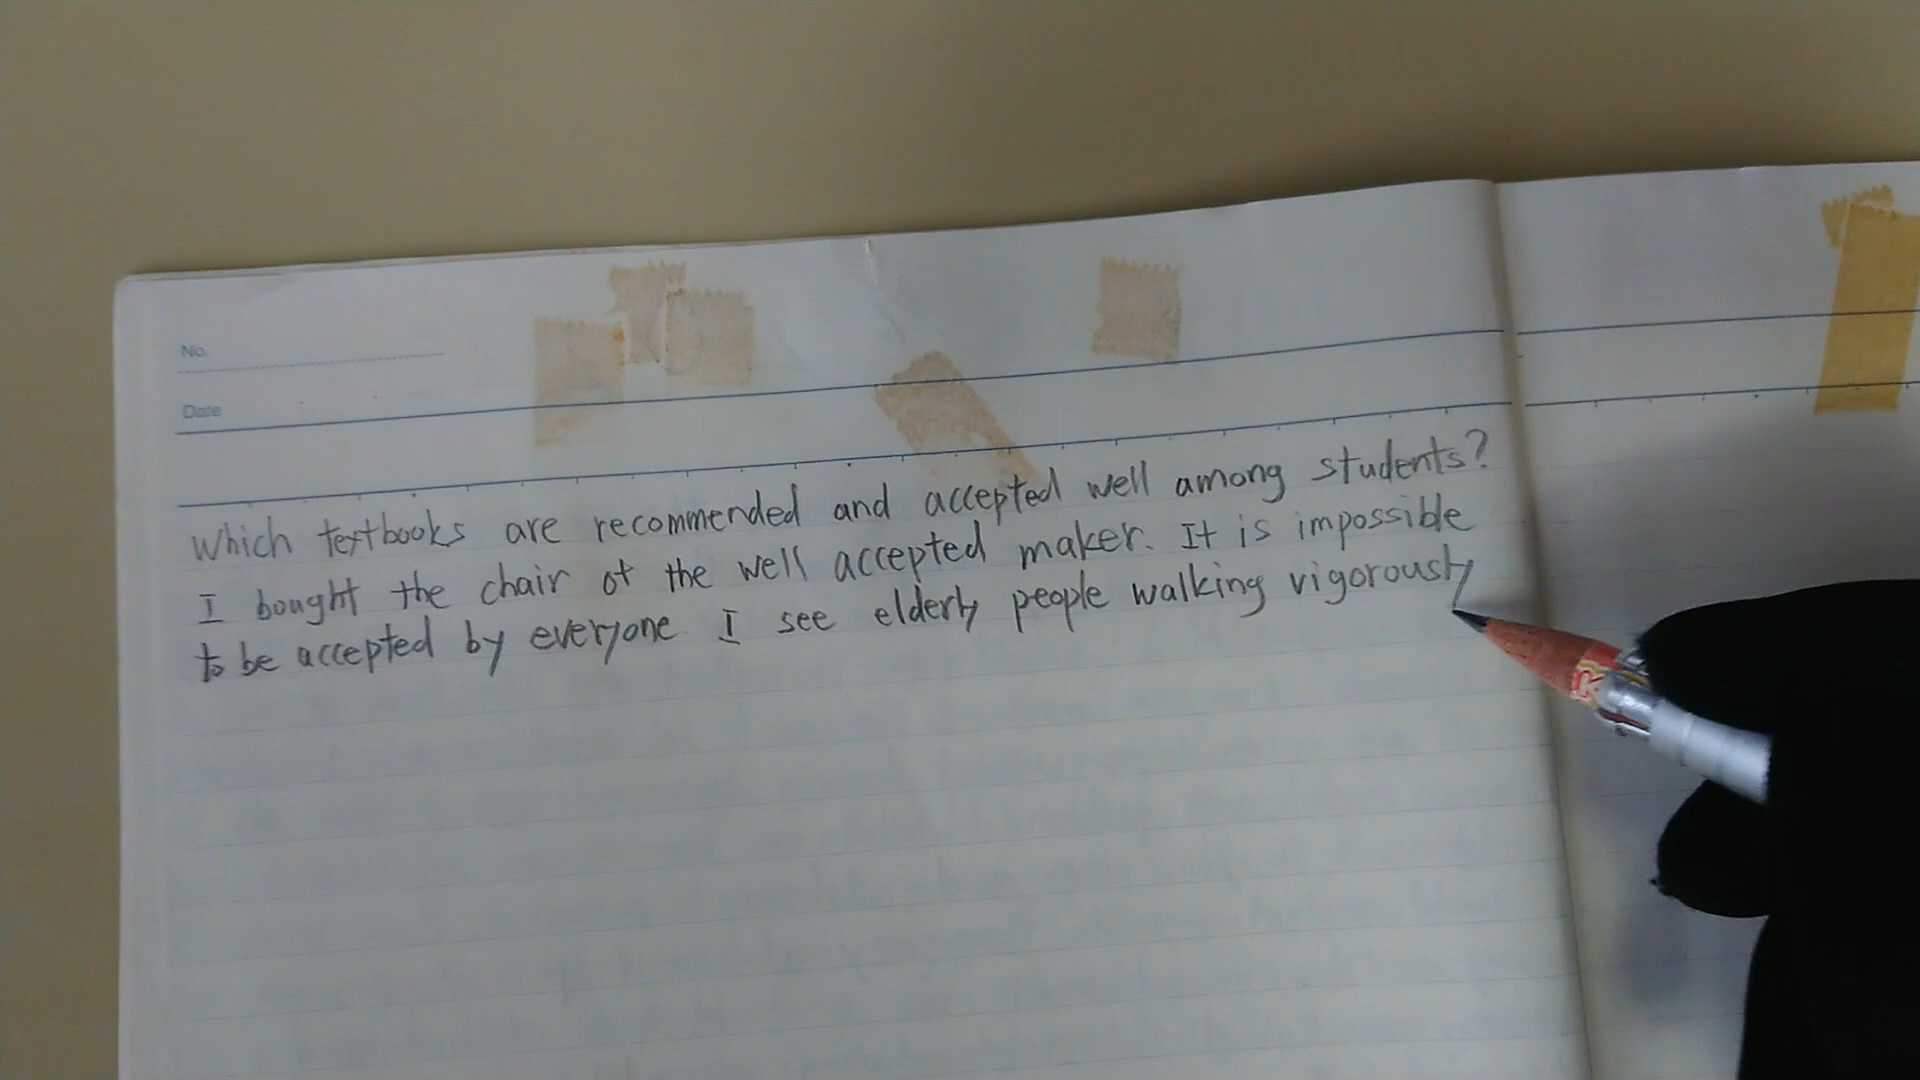 No.
Date
Which textbooks are recommended and accepted well among students?
I bought the chair of the well accepted maker. It is impossible
to be accepted by everyone I see elderly people walking vigorously